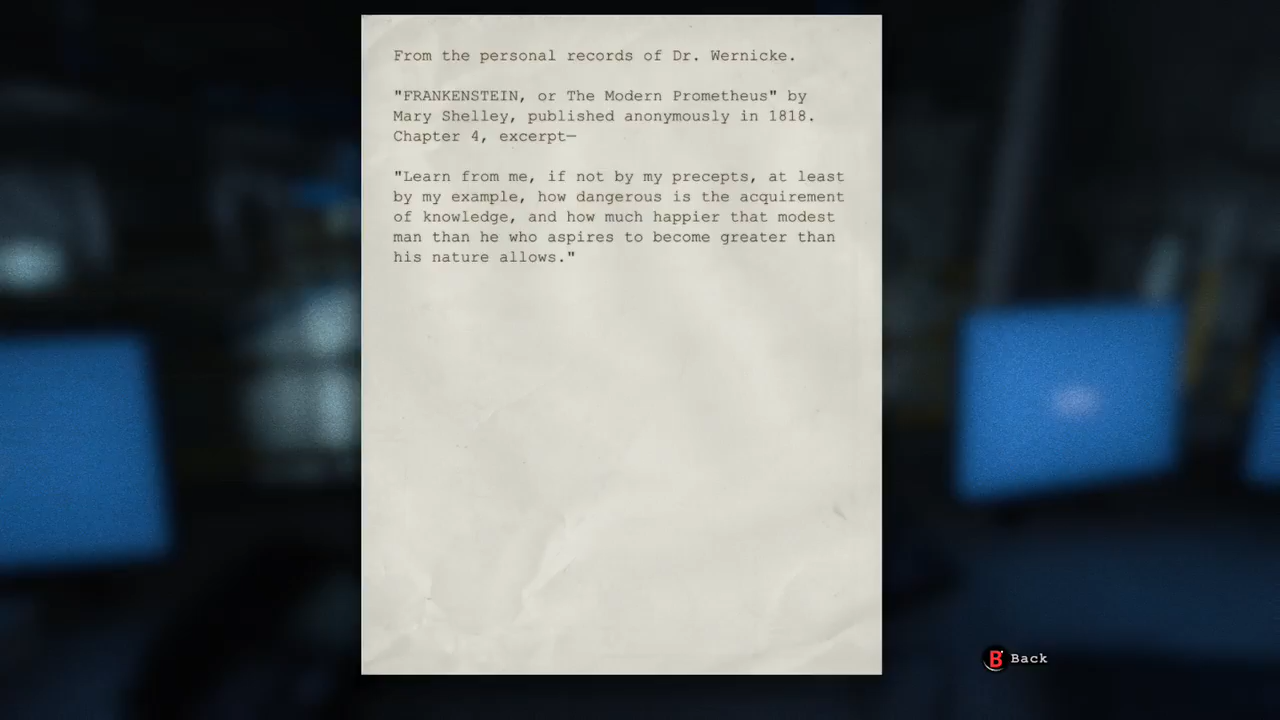 From the personal records of Dr. Wernicke.
"FRANKENSTEIN, or The Modern Prometheus" by
Mary Shelley, published anonymously in 1818.
Chapter 4, excerpt—
"Learn from me, if not by my precepts, at least
by my example, how dangerous is the acquirement
of knowledge, and how much happier that modest
man than he who aspires to become greater than
his nature allows."
B Back